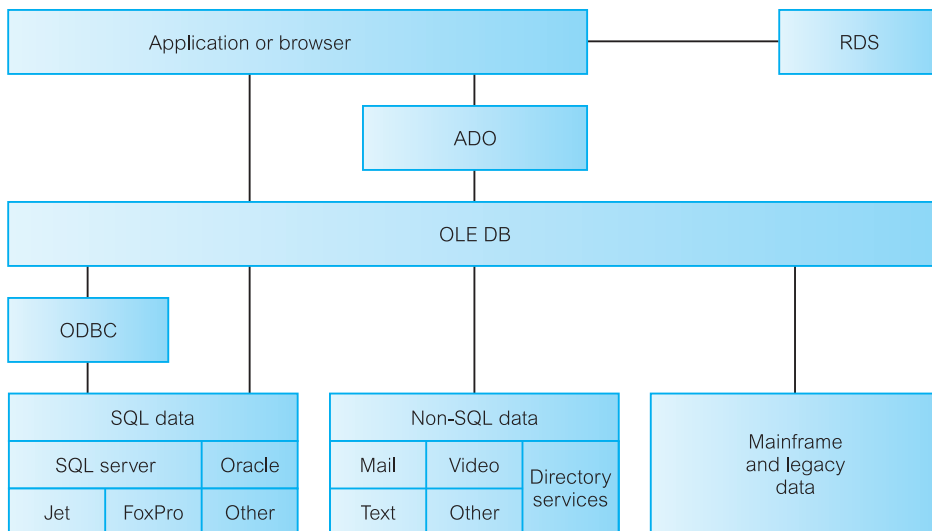 Application or browser
RDS
ADO
OLE DB
ODBC
SQL data
SQL server
Oracle
Jet
FoxPro
Other
Non-SQL data
Mail
Video
Directory
services
Text
Other
Mainframe
and legacy
data